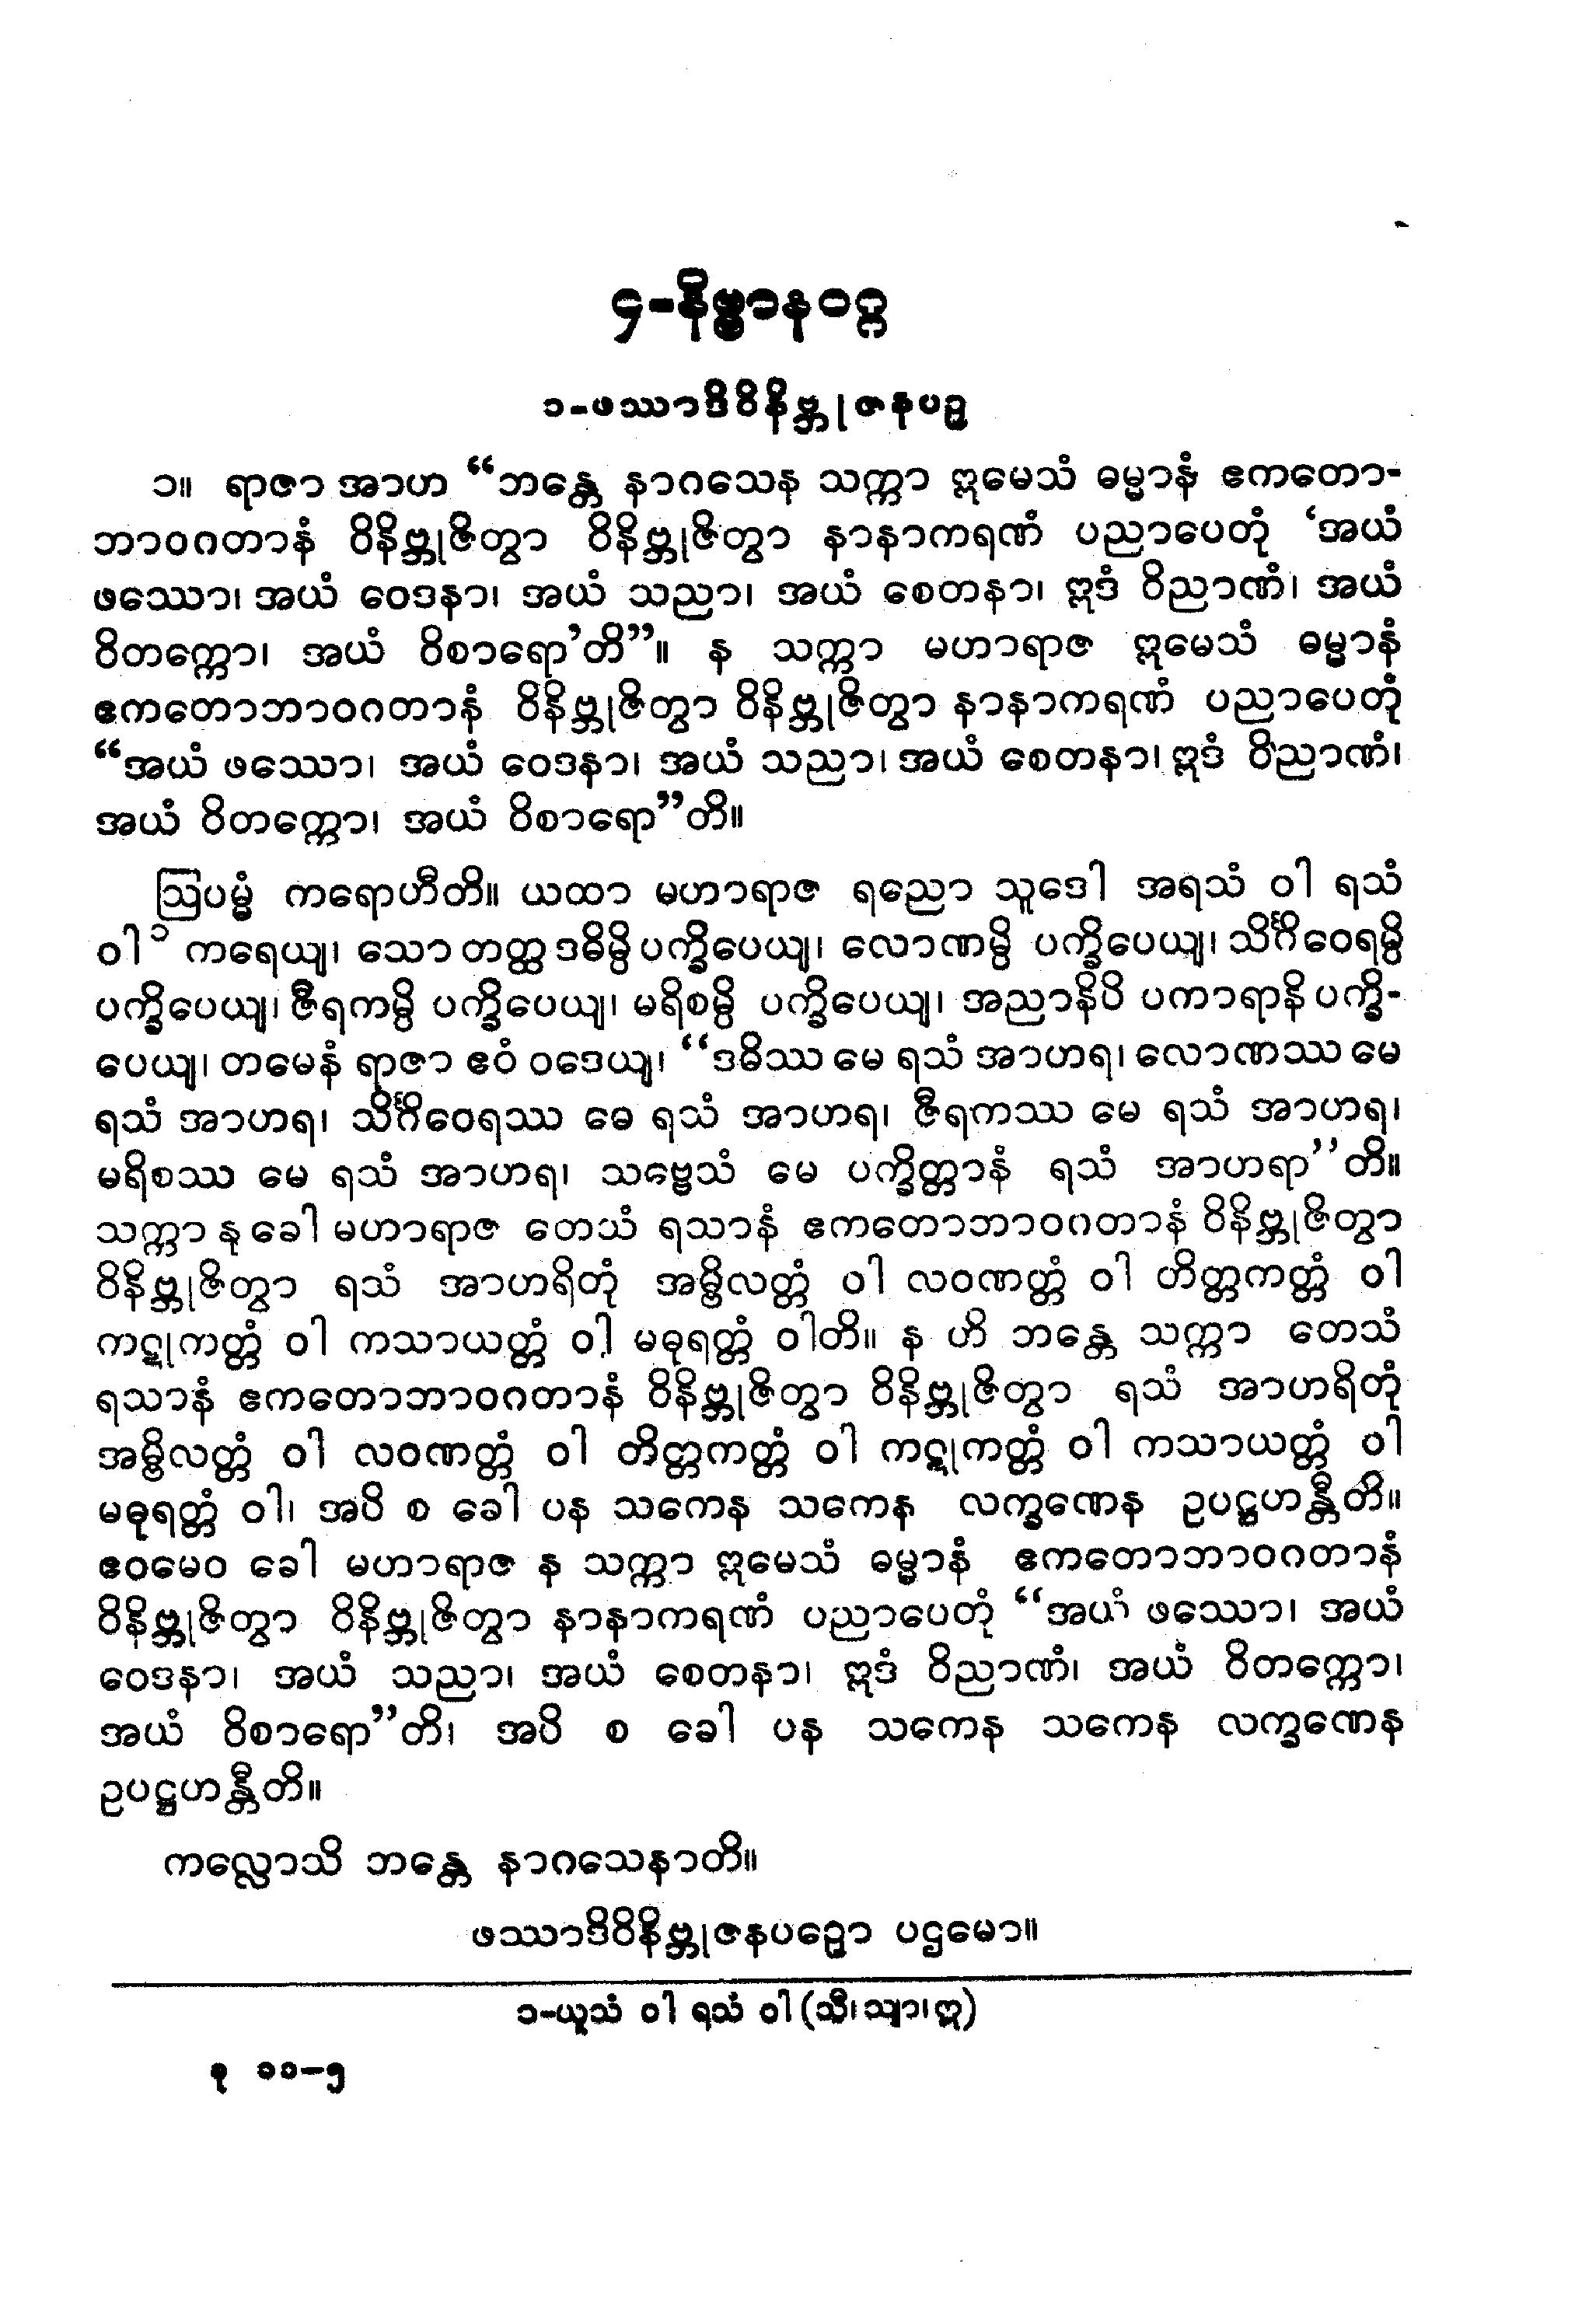 ၄-နိဗ္ဗာနဝဂ္ဂ
၁-ဖဿာဒိဝိနိဗ္ဘုဇနပဉှ
၁။ ရာဇာ အာဟ “ဘန္တေ နာဂသေန သက္ကာ ဣမေသံ ဓမ္မာနံ ဧကတော-
ဘာဝဂတာနံ ဝိနိဗ္ဘုဇိတွာ ဝိနိဗ္ဘုဇိတွာ နာနာကရဏံ ပညာပေတုံ ‘အယံ
ဖဿော၊ အယံ ဝေဒနာ၊ အယံ သညာ၊ အယံ စေတနာ၊ ဣဒံ ဝိညာဏံ၊ အယံ
ဝိတက္ကော၊ အယံ ဝိစာရော’တိ”။ န သက္ကာ မဟာရာဇ ဣမေသံ ဓမ္မာနံ
ဧကတောဘာဝဂတာနံ ဝိနိဗ္ဘုဇိတွာ ဝိနိဗ္ဘုဇိတွာ နာနာကရဏံ ပညာပေတုံ
“အယံ ဖဿော၊ အယံ ဝေဒနာ၊ အယံ သညာ၊ အယံ စေတနာ၊ ဣဒံ ဝိညာဏံ၊
အယံ ဝိတက္ကော၊ အယံ ဝိစာရော”တိ။
ဩပမ္မံ ကရောဟီတိ။ ယထာ မဟာရာဇ ရညော သူဒေါ အရသံ ဝါ ရသံ
ဝါ ၁ ကရေယျ၊ သော တတ္ထ ဒဓိမ္ပိ ပက္ခိပေယျ၊ လောဏမ္ပိ ပက္ခိပေယျ၊ သိင်္ဂိဝေရမ္ပိ
ပက္ခိပေယျ၊ ဇီရကမ္ပိ ပက္ခိပေယျ၊ မရိစမ္ပိ ပက္ခိပေယျ၊ အညာနိပိ ပကာရာနိ ပက္ခိ-
ပေယျ၊ တမေနံ ရာဇာ ဧဝံ ဝဒေယျ၊ “ဒဓိဿ မေ ရသံ အာဟရ၊ လောဏဿ မေ
ရသံ အာဟရ၊ သိင်္ဂိဝေရဿ မေ ရသံ အာဟရ၊ ဇီရကဿ မေ ရသံ အာဟရ၊
မရိစဿ မေ ရသံ အာဟရ၊ သဗ္ဗေသံ မေ ပက္ခိတ္တာနံ ရသံ အာဟရာ”တိ။
သက္ကာ နု ခေါ မဟာရာဇ တေသံ ရသာနံ ဧကတောဘာဝဂတာနံ ဝိနိဗ္ဘုဇိတွာ
ဝိနိဗ္ဘုဇိတွာ ရသံ အာဟရိတုံ အမ္ဗိလတ္တံ ဝါ လဝဏတ္တံ ဝါ တိတ္တကတ္တံ ဝါ
ကဋုကတ္တံ ဝါ ကသာယတ္တံ ဝါ မဓုရတ္တံ ဝါတိ။ န ဟိ ဘန္တေ သက္ကာ တေသံ
ရသာနံ ဧကတောဘာဝဂတာနံ ဝိနိဗ္ဘုဇိတွာ ဝိနိဗ္ဘုဇိတွာ ရသံ အာဟရိတုံ
အမ္ဗိလတ္တံ ဝါ လဝဏတ္တံ ဝါ တိတ္တကတ္တံ ဝါ ကဋုကတ္တံ ဝါ ကသာယတ္တံ ဝါ
မဓုရတ္တံ ဝါ၊ အပိ စ ခေါ ပန သကေန သကေန လက္ခဏေန ဥပဋ္ဌဟန္တီတိ။
ဧဝမေဝ ခေါ မဟာရာဇ န သက္ကာ ဣမေသံ ဓမ္မာနံ ဧကတောဘာဝဂတာနံ
ဝိနိဗ္ဘုဇိတွာ ဝိနိဗ္ဘုဇိတွာ နာနာကရဏံ ပညာပေတုံ “အယံ ဖဿော၊ အယံ
ဝေဒနာ၊ အယံ သညာ၊ အယံ စေတနာ၊ ဣဒံ ဝိညာဏံ၊ အယံ ဝိတက္ကော၊
အယံ ဝိစာရော”တိ၊ အပိ စ ခေါ ပန သကေန သကေန လက္ခဏေန
ဥပဋ္ဌဟန္တီတိ။
ကလ္လောသိ ဘန္တေ နာဂသေနာတိ။
ဖဿာဒိဝိနိဗ္ဘုဇနပဉှော ပဌမော။
၁-ယူသံ ဝါ ရသံ ဝါ (သီ၊ သျာ၊ ဣ)
ခု ၁၁-၅